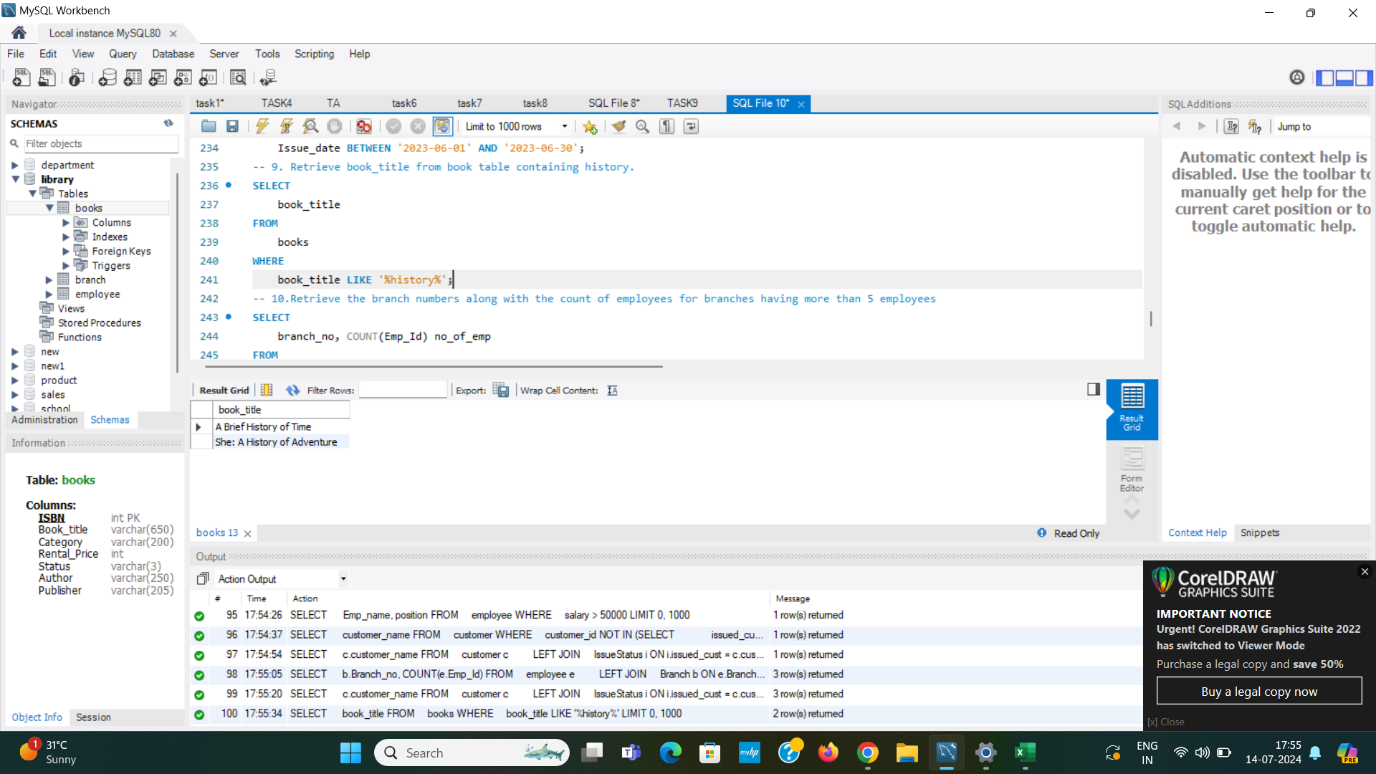 MySQL Workbench
Local instance MySQL80
File Edit View Query Database Server Tools Scripting Help
Navigator
SCHEMAS
Filter objects
department
library
Tables
books
Columns
Indexes
Foreign Keys
Triggers
branch
employee
Views
Stored Procedures
Functions
new
new1
product
sales
school
Administration Schemas
Information
Table: books
Columns:
ISBN int PK
Book_title varchar(650)
Category varchar(200)
Rental_Price int
Status varchar(3)
Author varchar(250)
Publisher varchar(205)
Object Info Session
task1* TASK4 TA task6 task7 task8 SQL File 8* TASK9 SQL File 10*
Limit to 1000 rows
234 Issue_date BETWEEN '2023-06-01' AND '2023-06-30';
235 -- 9. Retrieve book_title from book table containing history.
236 SELECT
237 book_title
238 FROM
239 books
240 WHERE
241 book_title LIKE '%history%';
242 -- 10.Retrieve the branch numbers along with the count of employees for branches having more than 5 employees
243 SELECT
244 branch_no, COUNT(Emp_Id) no_of_emp
245 FROM
Result Grid Filter Rows: Export: Wrap Cell Content:
book_title
A Brief History of Time
She: A History of Adventure
Result
Grid
Form
Editor
books 13
Read Only
Output
Action Output
# Time Action Message
95 17:54:26 SELECT Emp_name, position FROM employee WHERE salary > 50000 LIMIT 0, 1000 1 row(s) returned
96 17:54:37 SELECT customer_name FROM customer WHERE customer_id NOT IN (SELECT issued_cu... 1 row(s) returned
97 17:54:54 SELECT c.customer_name FROM customer c LEFT JOIN IssueStatus i ON i.issued_cust = c.cus... 1 row(s) returned
98 17:55:05 SELECT b.Branch_no, COUNT(e.Emp_Id) FROM employee e LEFT JOIN Branch b ON e.Branch... 3 row(s) returned
99 17:55:20 SELECT c.customer_name FROM customer c LEFT JOIN IssueStatus i ON i.issued_cust = c.cus... 3 row(s) returned
100 17:55:34 SELECT book_title FROM books WHERE book_title LIKE '%history%' LIMIT 0, 1000 2 row(s) returned
SQLAdditions
Jump to
Automatic context help is
disabled. Use the toolbar to
manually get help for the
current caret position or to
toggle automatic help.
Context Help Snippets
CorelDRAW
GRAPHICS SUITE
IMPORTANT NOTICE
Urgent! CorelDRAW Graphics Suite 2022
has switched to Viewer Mode
Purchase a legal copy and save 50%
Buy a legal copy now
[x] Close
1
31°C
Sunny
Search
ENG
IN
17:55
14-07-2024
PRE